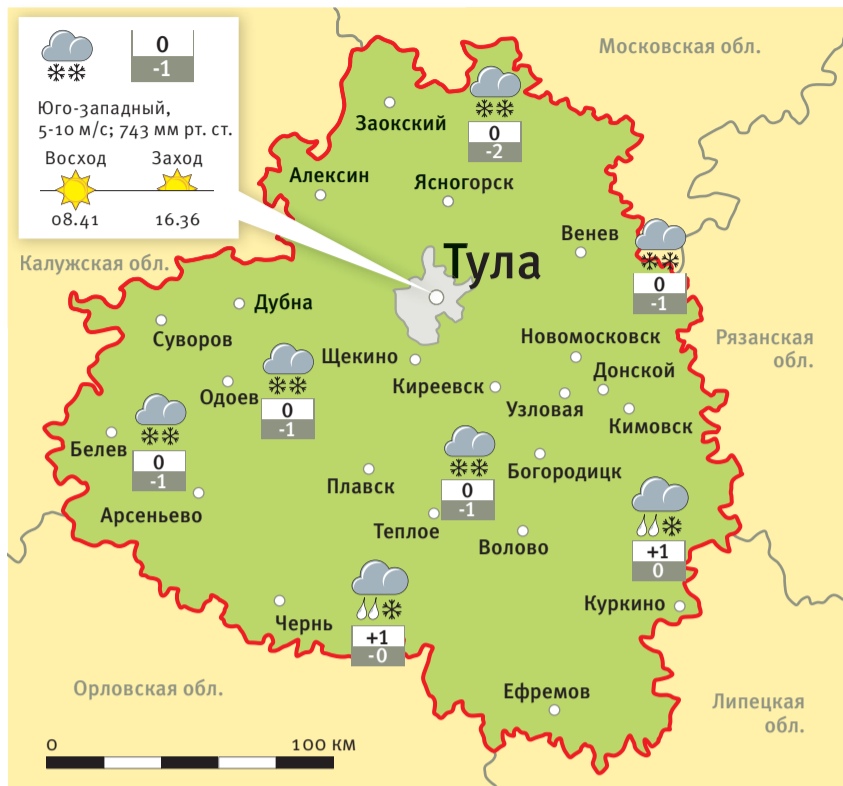 0
-1
Юго-западный,
5-10 м/с; 743 мм рт. ст.
Восход
Заход
08.41
16.36
Московская обл.
Заокский
0
-2
Алексин
Ясногорск
Венев
Тула
0
-1
Калужская обл.
Дубна
Суворов
Щекино
Новомосковск
Рязанская
обл.
Донской
Киреевск
Одоев
0
-1
Узловая
Кимовск
Белев
0
-1
Плавск
Богородицк
0
-1
Арсеньево
Теплое
Волово
+1
0
Чернь
+1
-0
Куркино
Орловская обл.
Ефремов
Липецкая
обл.
0
100 км